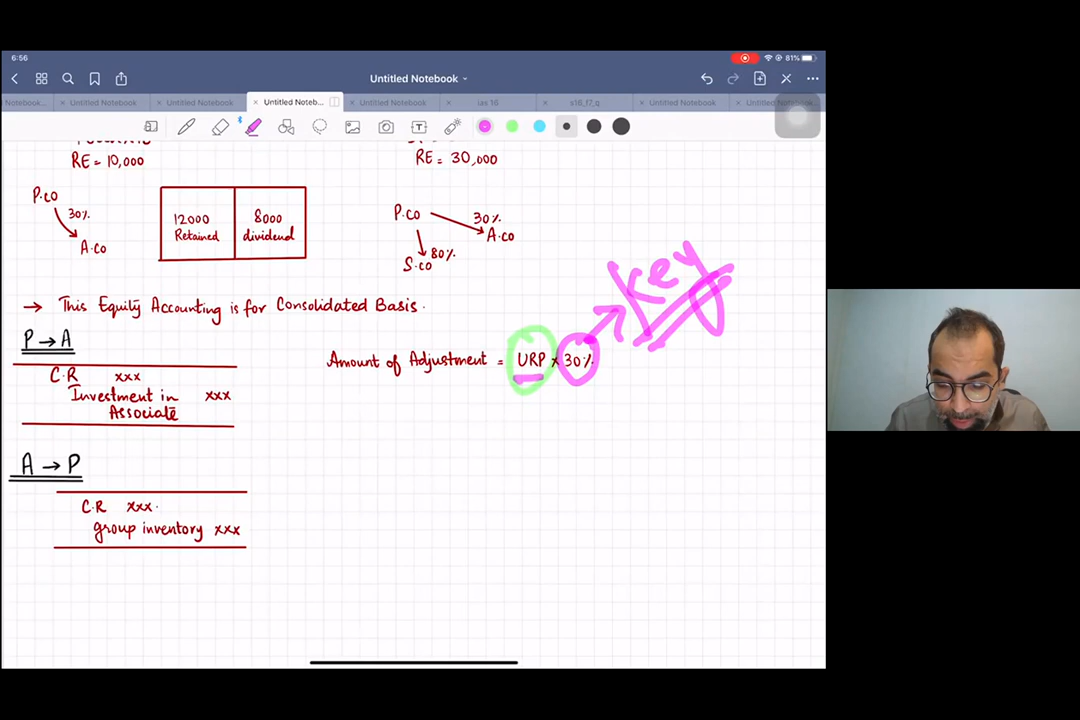 6:56
81%
Untitled Notebook
Notebook...
Untitled Notebook
Untitled Notebook
Untitled Noteb...
Untitled Notebook
ias 16
s16_f7_q
Untitled Notebook
Untitled Notebook
RE = 10,000
RE = 30,000
P.co
30%
A.co
12000
Retained
8000
dividend
P.co
30%
A.co
80%
S.co
→ This Equity Accounting is for Consolidated Basis.
key
P → A
Amount of Adjustment = URP × 30%
C.R xxx
Investment in xxx
Associate
A → P
C.R xxx.
group inventory xxx